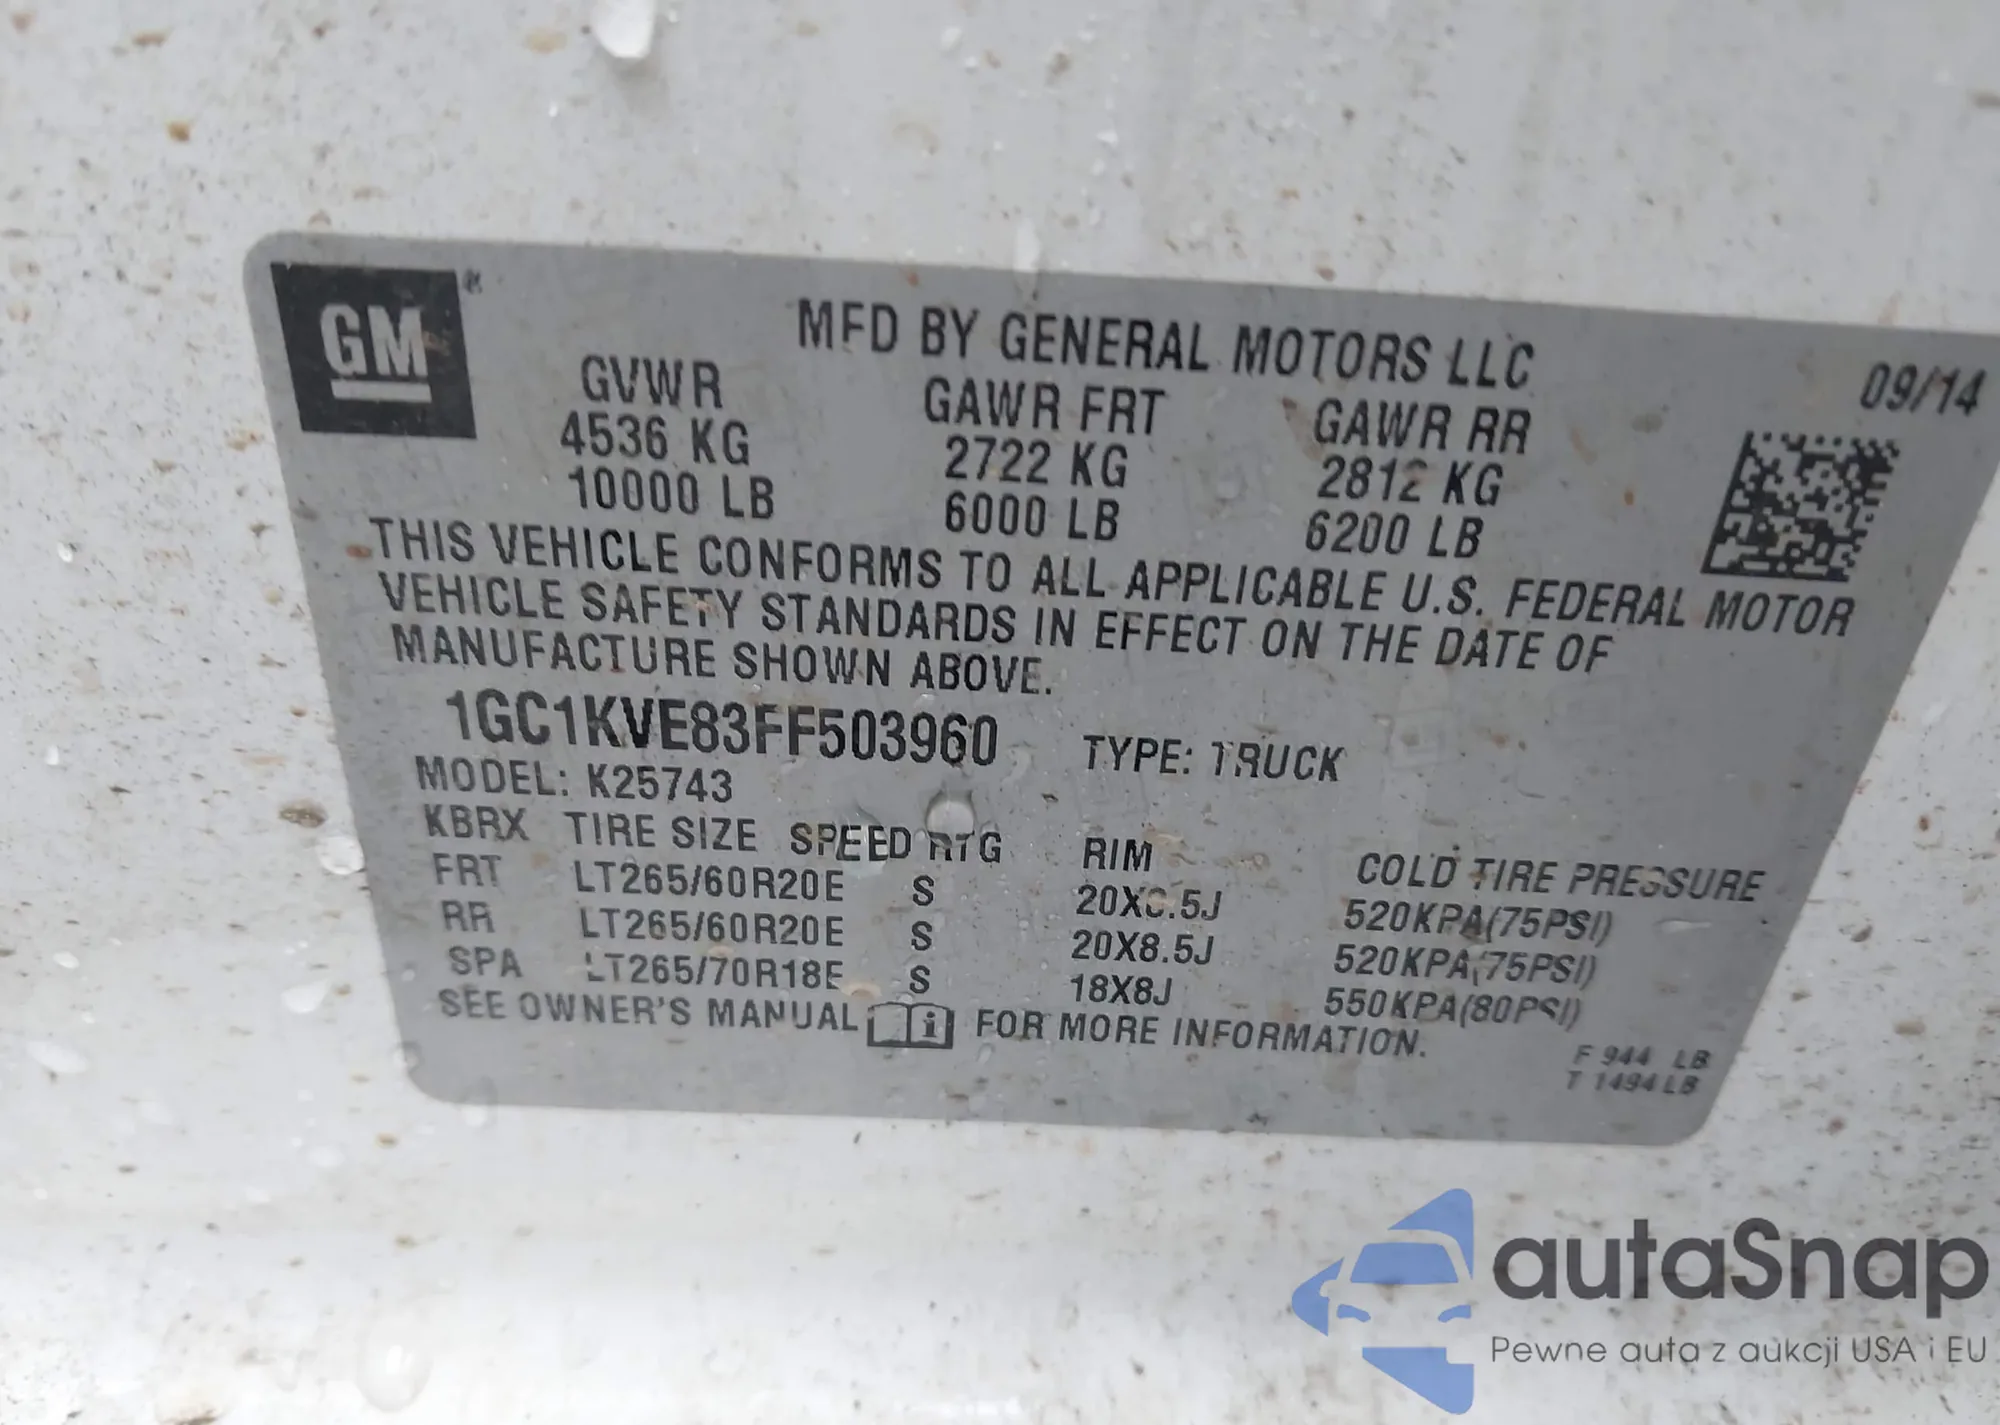 GM
MFD BY GENERAL MOTORS LLC
09/14
GVWR GAWR FRT GAWR RR
4536 KG 2722 KG 2812 KG
10000 LB 6000 LB 6200 LB
THIS VEHICLE CONFORMS TO ALL APPLICABLE U.S. FEDERAL MOTOR
VEHICLE SAFETY STANDARDS IN EFFECT ON THE DATE OF
MANUFACTURE SHOWN ABOVE.
1GC1KVE83FF503960 TYPE: TRUCK
MODEL: K25743
KBRX TIRE SIZE SPEED RTG RIM COLD TIRE PRESSURE
FRT LT265/60R20E S 20X8.5J 520KPA(75PSI)
RR LT265/60R20E S 20X8.5J 520KPA(75PSI)
SPA LT265/70R18E S 18X8J 550KPA(80PSI)
SEE OWNER'S MANUAL i FOR MORE INFORMATION.
F 944 LB
T 1494 LB
autaSnap
Pewne auta z aukcji USA i EU